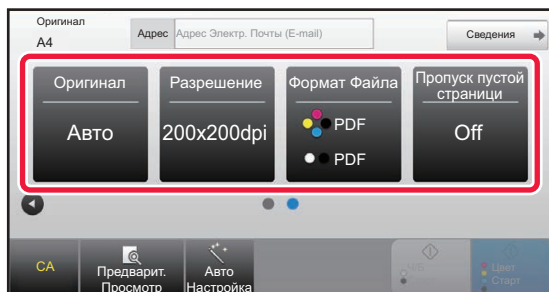 Оригинал
A4
Адрес
Адрес Электр. Почты (E-mail)
Сведения
Оригинал
Авто
Разрешение
200x200dpi
Формат Файла
PDF
PDF
Пропуск пустой
страници
Off
CA
Предварит.
Просмотр
Авто
Настройка
Цвет
Старт